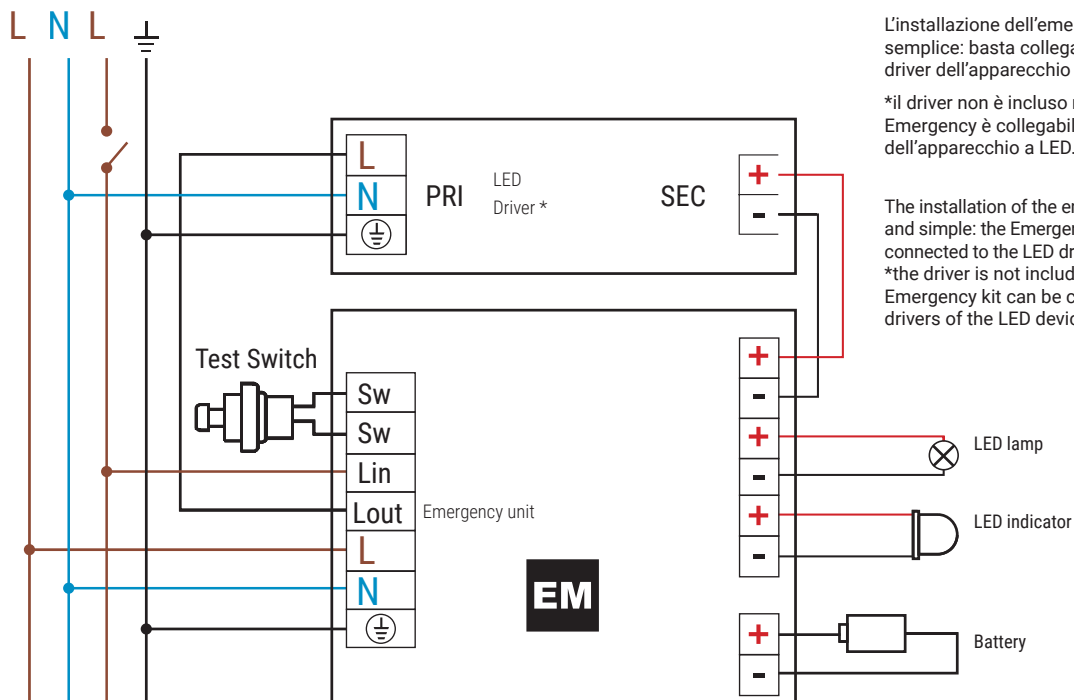 L N L
L'installazione dell'eme
semplice: basta collega
driver dell'apparecchio
*il driver non è incluso
Emergency è collegabil
dell'apparecchio a LED.
The installation of the
and simple: the Emerge
connected to the LED
*the driver is not includ
Emergency kit can be
drivers of the LED devic
L
N
PRI
LED
Driver *
SEC
+
-
Test Switch
Sw
Sw
Lin
Lout
L
N
Emergency unit
EM
+
-
+
-
+
-
+
-
LED lamp
LED indicator
Battery